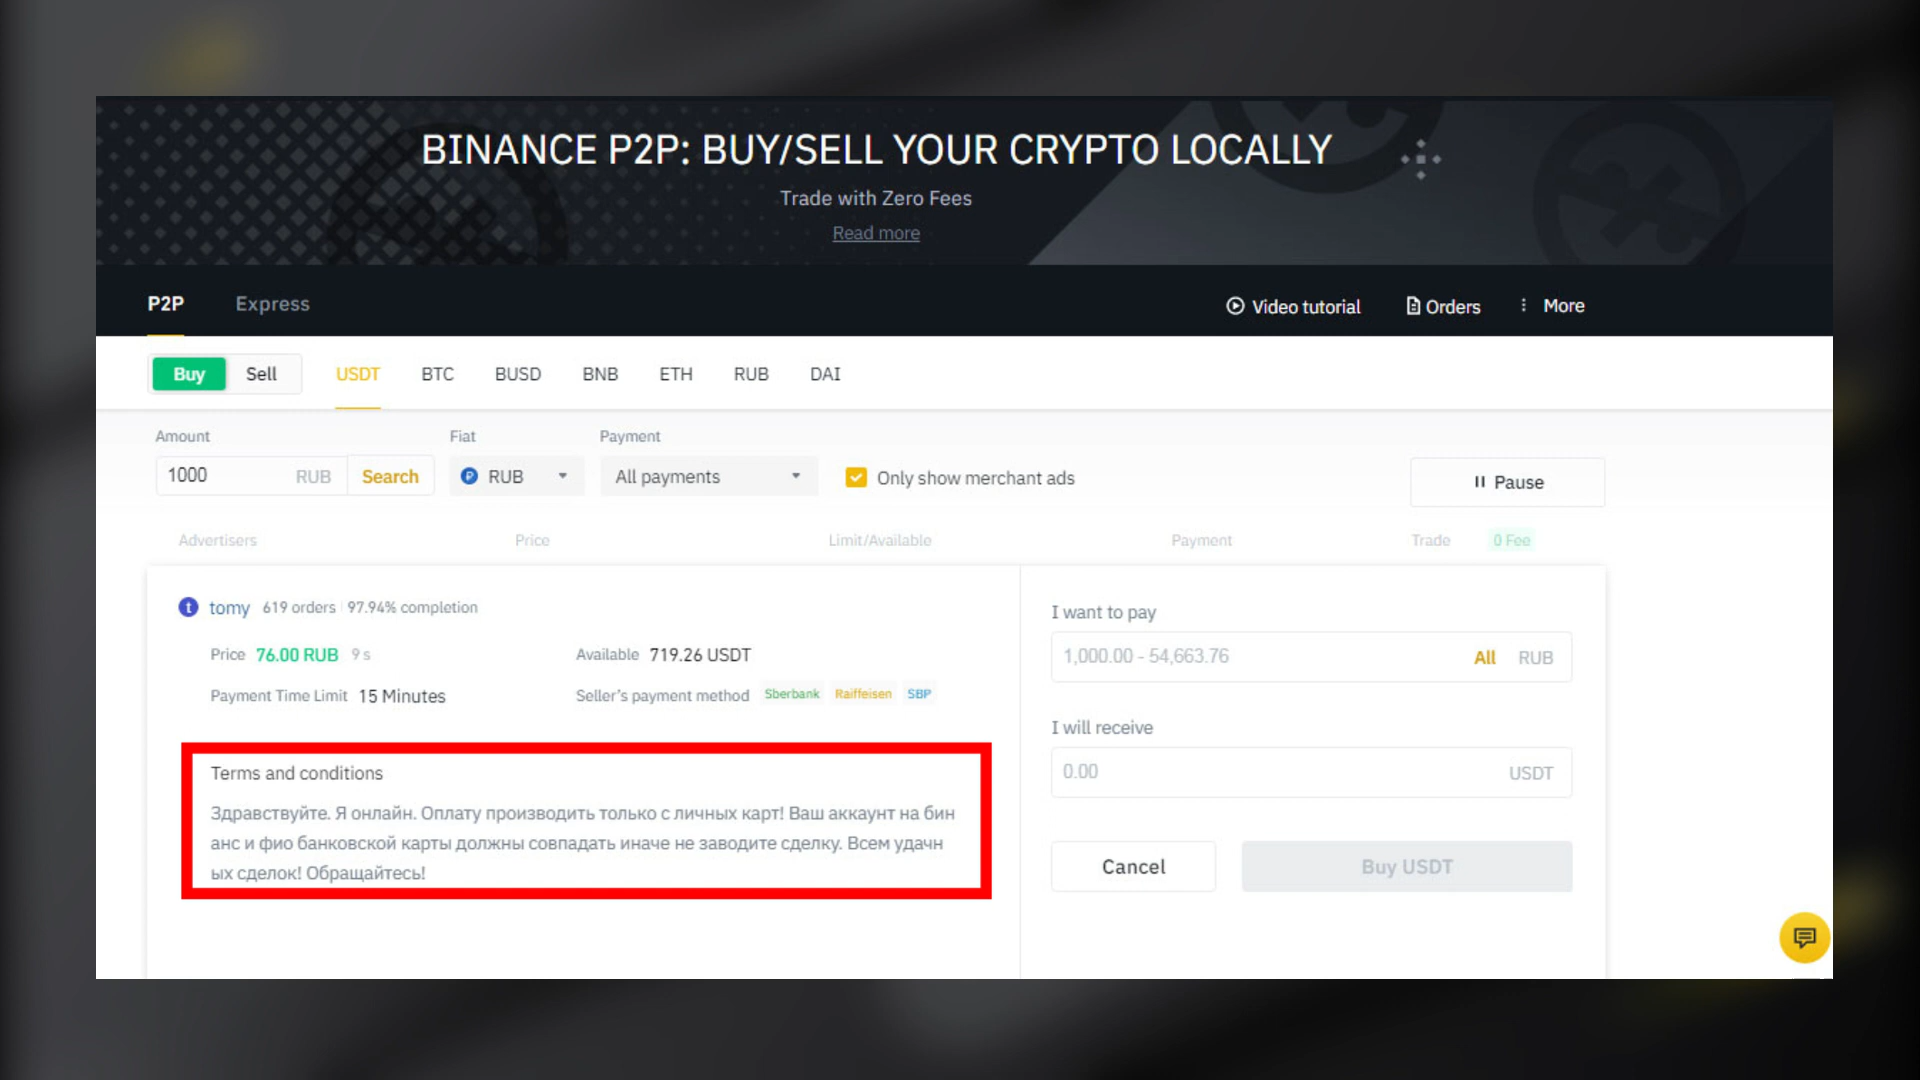 BINANCE P2P: BUY/SELL YOUR CRYPTO LOCALLY
Trade with Zero Fees
Read more
P2P Express Video tutorial Orders More
Buy Sell USDT BTC BUSD BNB ETH RUB DAI
Amount Fiat Payment
1000 RUB Search RUB All payments Only show merchant ads Pause
Advertisers Price Limit/Available Payment Trade 0 Fee
t tomy 619 orders 97.94% completion
Price 76.00 RUB 9 s Available 719.26 USDT
Payment Time Limit 15 Minutes Seller's payment method Sberbank Raiffeisen SBP
Terms and conditions
Здравствуйте. Я онлайн. Оплату производить только с личных карт! Ваш аккаунт на бин
анс и фио банковской карты должны совпадать иначе не заводите сделку. Всем удачн
ых сделок! Обращайтесь!
I want to pay
1,000.00 - 54,663.76 All RUB
I will receive
0.00 USDT
Cancel Buy USDT